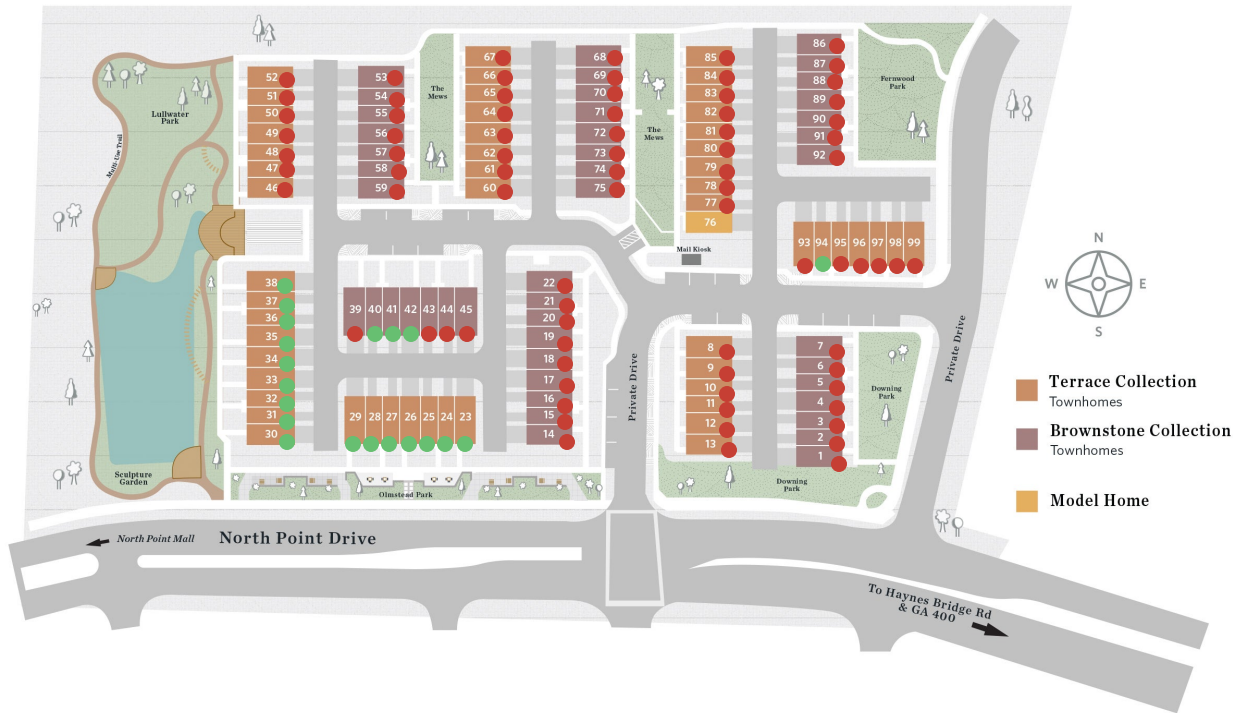 67
68
85
86
52
53
66
69
84
87
Fernwood
Park
51
54
The
Mews
65
70
83
88
Lullwater
Park
50
55
64
71
82
89
49
56
63
72
The
Mews
81
90
Multi-Use Trail
48
57
62
73
80
91
47
58
61
74
79
92
46
59
60
75
78
77
76
Mail Kiosk
93 94 95 96 97 98 99
N
W E
S
38
37
36
35
34
33
32
31
30
39 40 41 42 43 44 45
22
21
20
19
18
17
16
15
14
29 28 27 26 25 24 23
Private Drive
8
9
10
11
12
13
7
6
5
4
3
2
1
Downing
Park
Private Drive
Terrace Collection
Townhomes
Brownstone Collection
Townhomes
Model Home
Sculpture
Garden
Olmstead Park
Downing
Park
North Point Mall
North Point Drive
To Haynes Bridge Rd
& GA 400